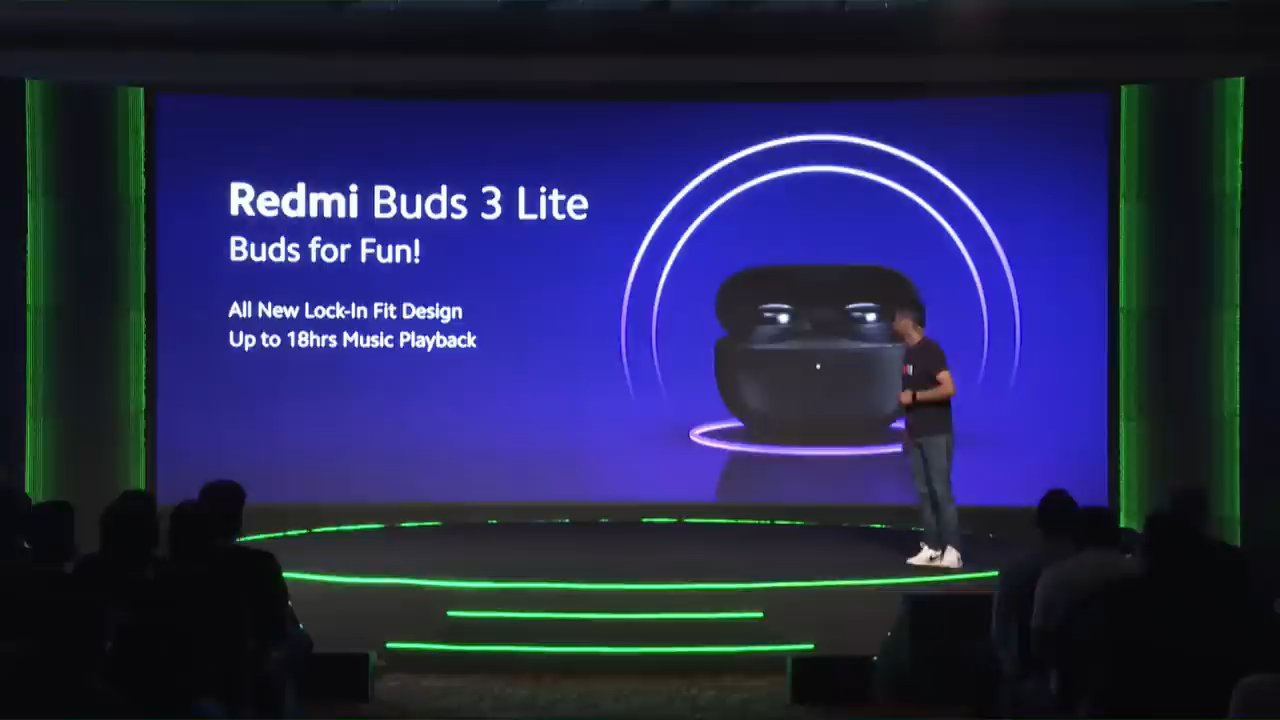 Redmi Buds 3 Lite
Buds for Fun!
All New Lock-In Fit Design
Up to 18hrs Music Playback